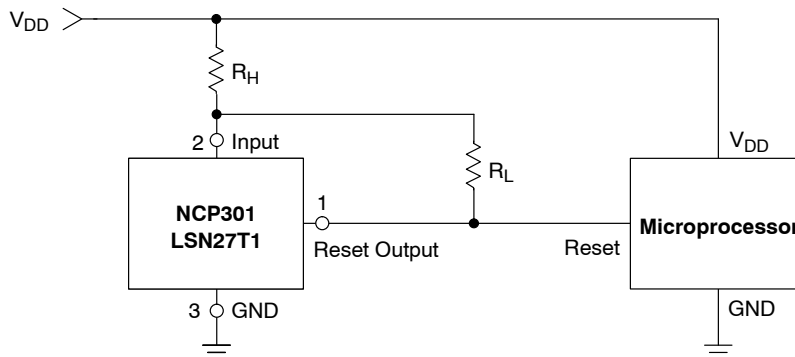 VDD
RH
2
Input
VDD
RL
NCP301
LSN27T1
1
Reset Output
Reset
Microprocessor
3
GND
GND